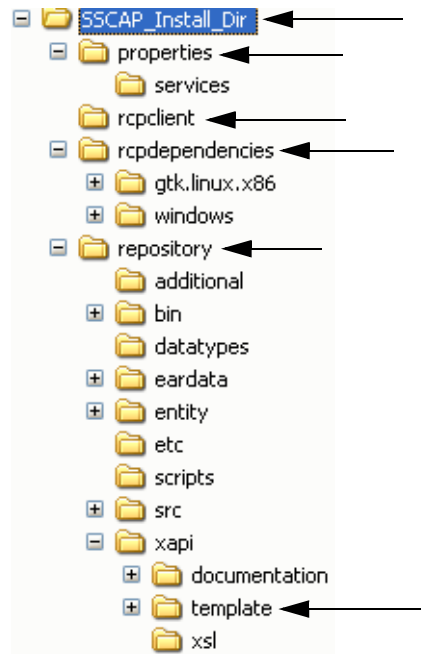 SSCAP_Install_Dir
properties
services
rcpclient
rcpdependencies
gtk.linux.x86
windows
repository
additional
bin
datatypes
eardata
entity
etc
scripts
src
xapi
documentation
template
xsl